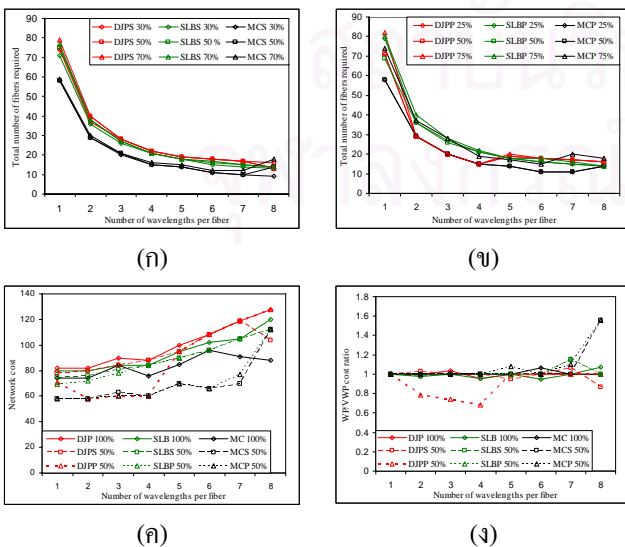 DJPS 30% SLBS 30% MCS 30%
DJPS 50% SLBS 50 % MCS 50%
DJPS 70% SLBS 70% MCS 70%
Total number of fibers required
90
80
70
60
50
40
30
20
10
0
1 2 3 4 5 6 7 8
Number of wavelengths per fiber
(ก)
DJPP 25% SLBP 25% MCP 25%
DJPP 50% SLBP 50% MCP 50%
DJPP 75% SLBP 75% MCP 75%
Total number of fibers required
90
80
70
60
50
40
30
20
10
0
1 2 3 4 5 6 7 8
Number of wavelengths per fiber
(ข)
Network cost
140
120
100
80
60
40
20
0
DJP 100% SLB 100% MC 100%
DJPS 50% SLBS 50% MCS 50%
DJPP 50% SLBP 50% MCP 50%
1 2 3 4 5 6 7 8
Number of wavelengths per fiber
(ค)
WP/VWP cost ratio
1.8
1.6
1.4
1.2
1
0.8
0.6
0.4
0.2
0
DJP 100% SLB 100% MC 100%
DJPS 50% SLBS 50% MCS 50%
DJPP 50% SLBP 50% MCP 50%
1 2 3 4 5 6 7 8
Number of wavelengths per fiber
(ง)